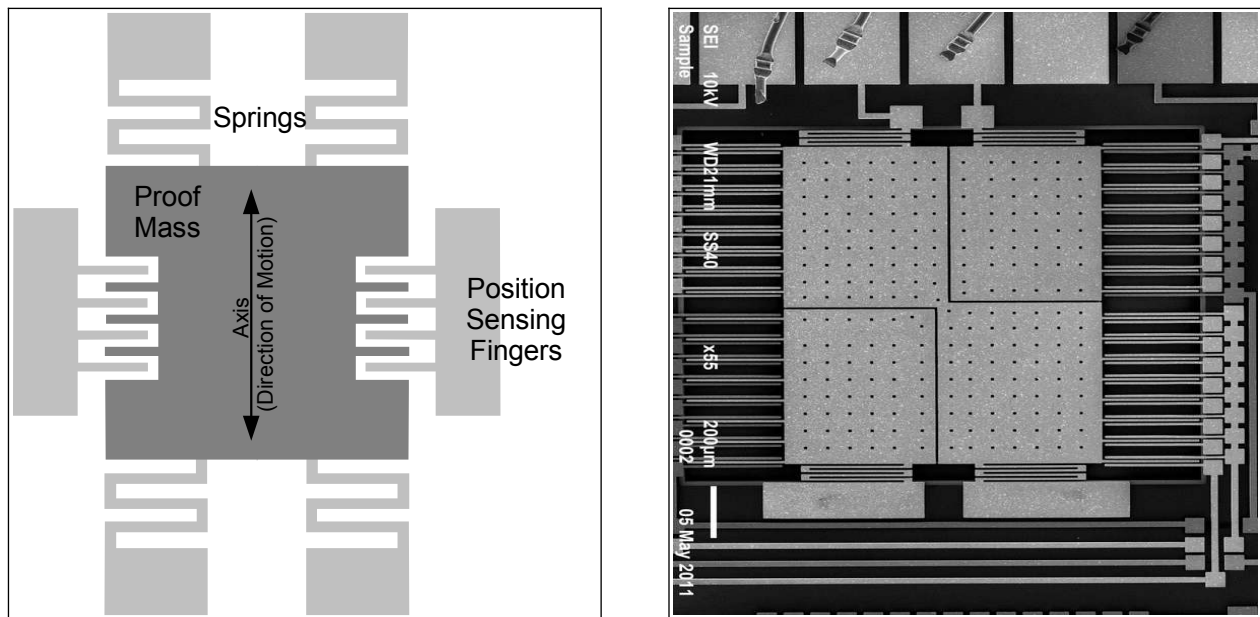 Springs
Proof
Mass
Axis
(Direction of Motion)
Position
Sensing
Fingers
SEI 10kV WD21mm SS40 x55 200µm 05 May 2011
Sample 0002